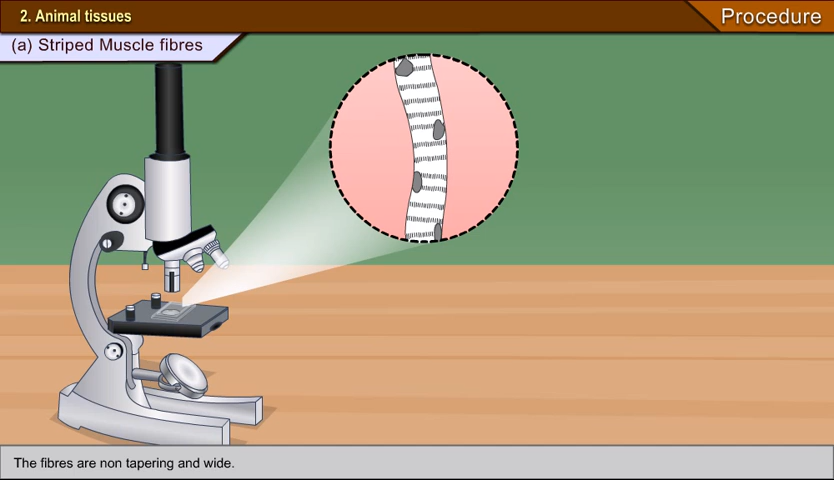 2. Animal tissues
Procedure
(a) Striped Muscle fibres
The fibres are non tapering and wide.